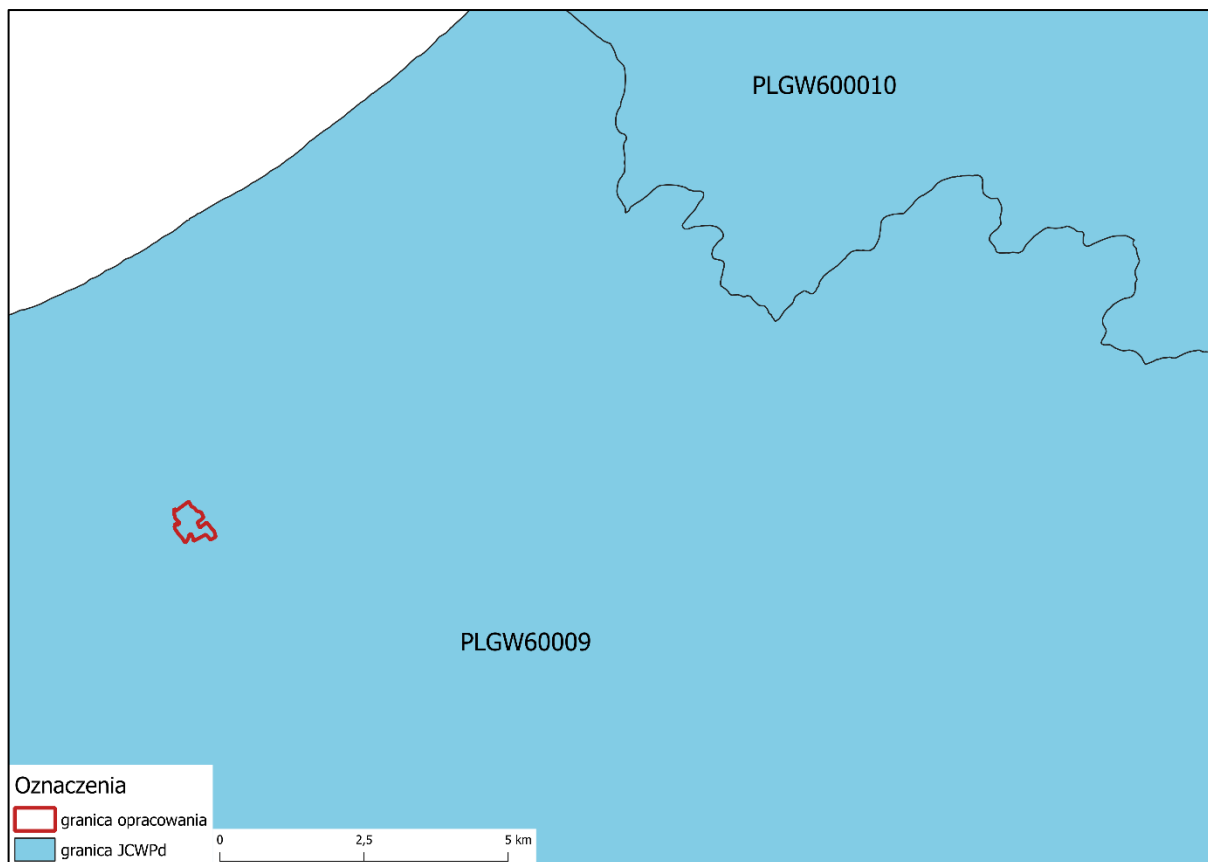 PLGW600010
PLGW60009
Oznaczenia
granica opracowania
granica JCWPd
0 2,5 5 km